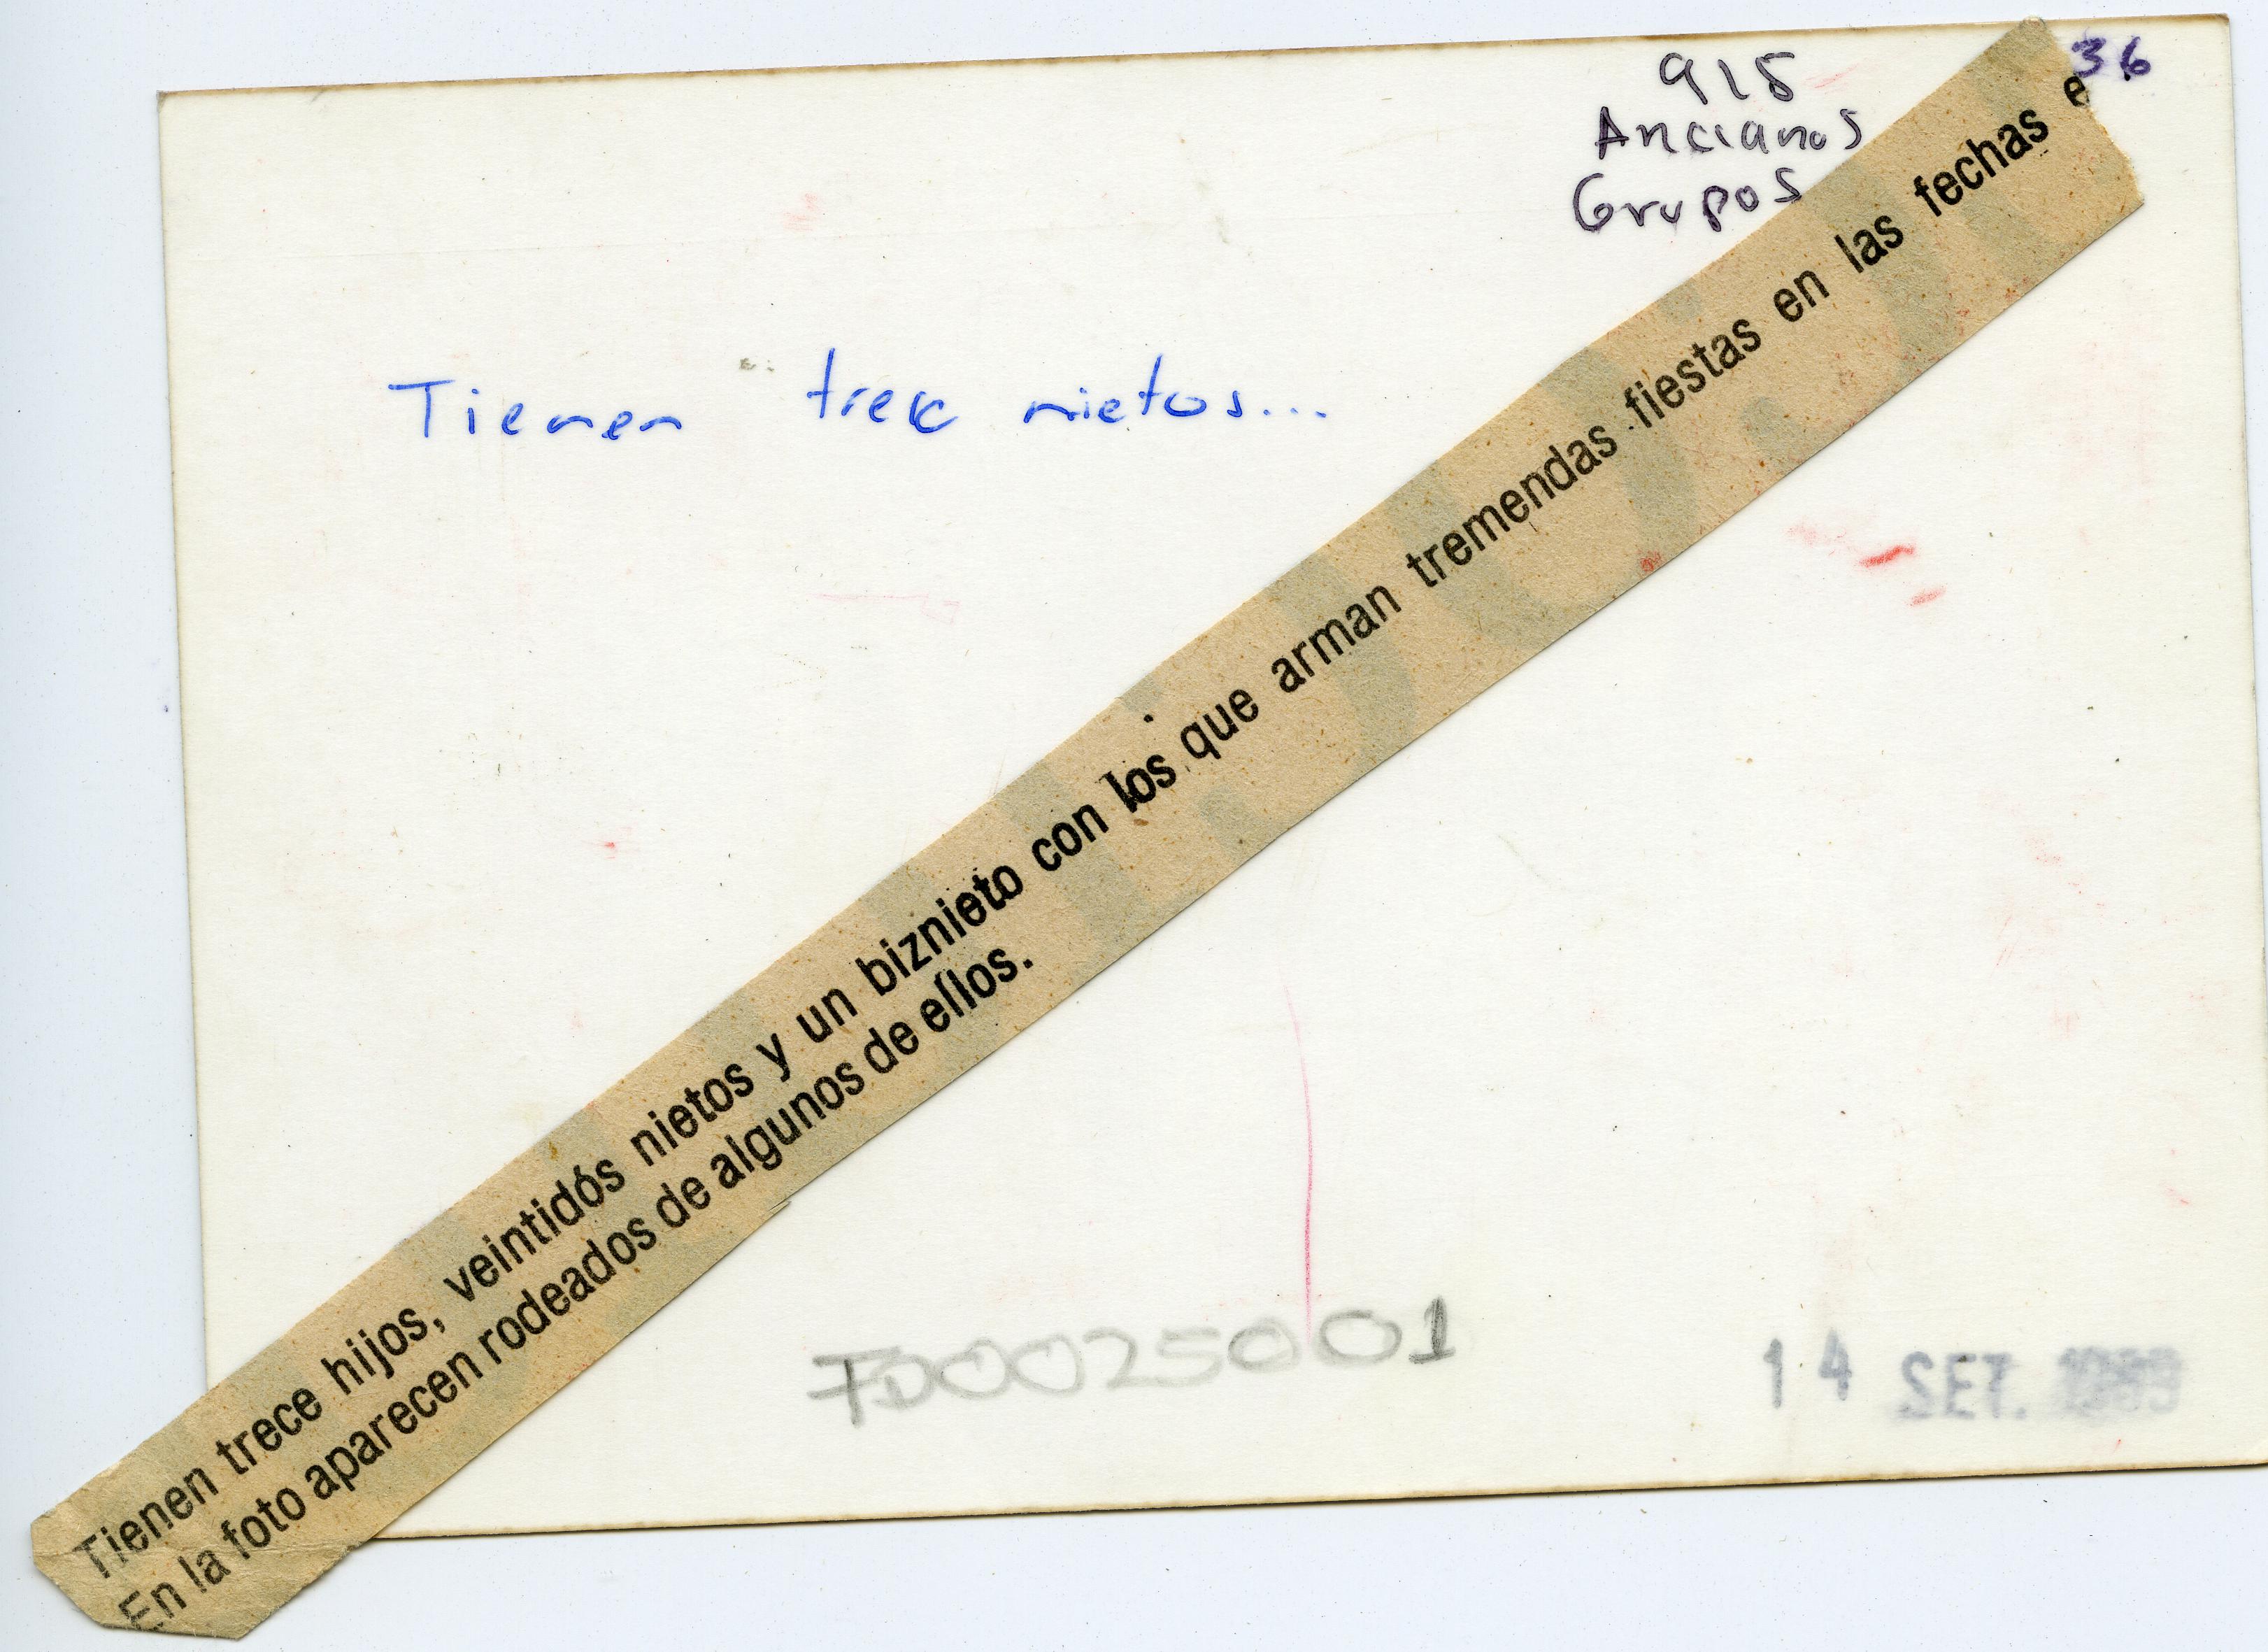 36
918
Ancianos
Grupos
Tienen nietos...
Tienen trece hijos, veintidós nietos y un biznieto con los que arman tremendas fiestas en las fechas e
En la foto aparecen rodeados de algunos de ellos.
FD0025001
14 SET.